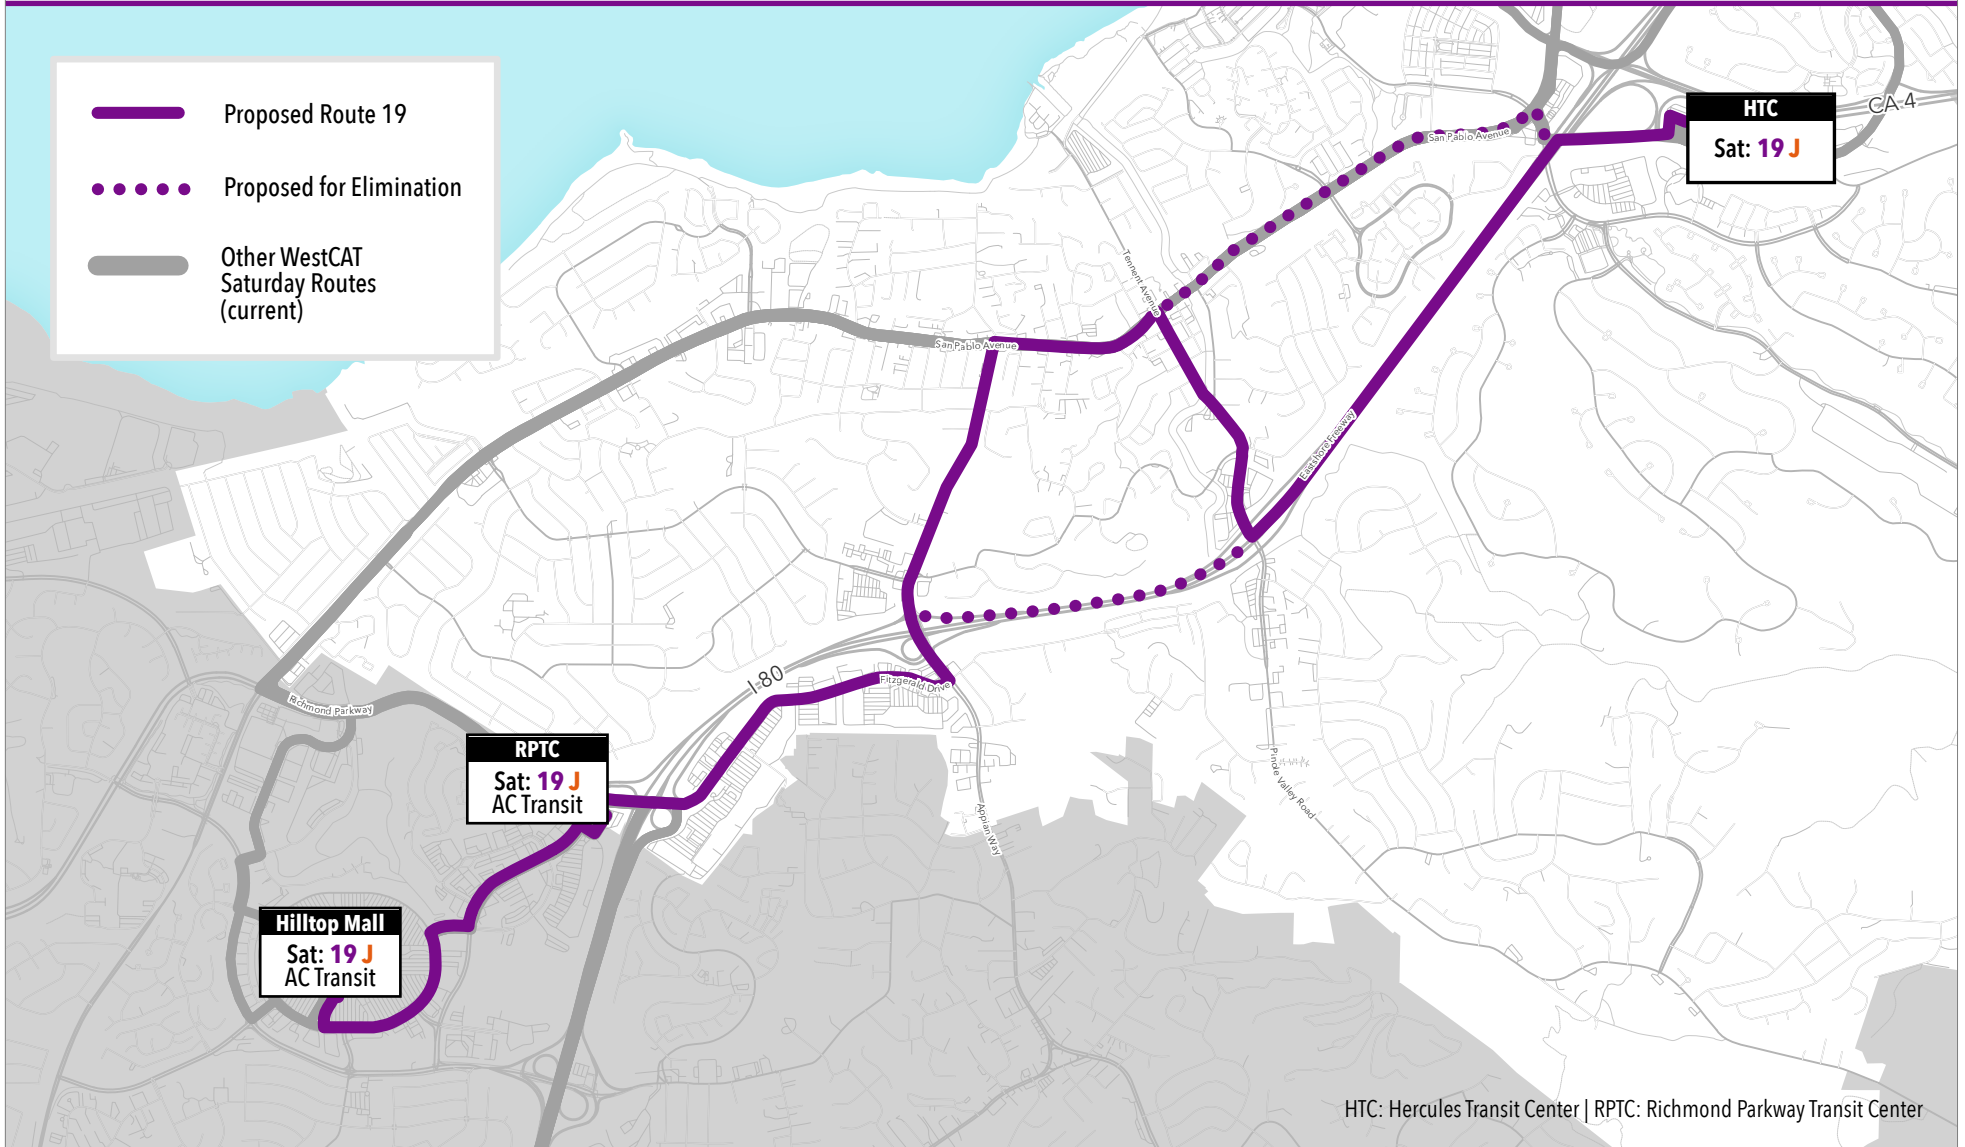 Proposed Route 19
Proposed for Elimination
Other WestCAT
Saturday Routes
(current)
HTC
Sat: 19 J
CA 4
San Pablo Avenue
Tennent Avenue
San Pablo Avenue
Eastshore Freeway
I-80
Fitzgerald Drive
Richmond Parkway
RPTC
Sat: 19 J
AC Transit
Pinole Valley Road
Appian Way
Hilltop Mall
Sat: 19 J
AC Transit
HTC: Hercules Transit Center | RPTC: Richmond Parkway Transit Center